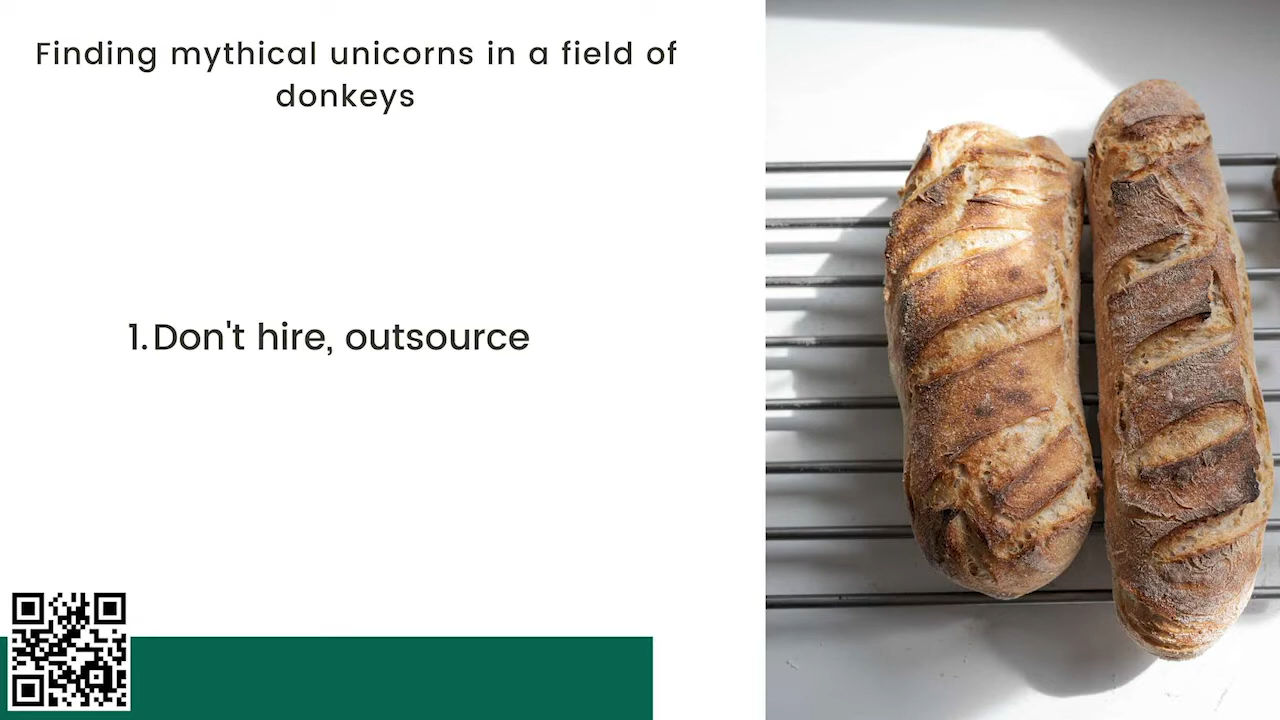 Finding mythical unicorns in a field of
donkeys
1. Don't hire, outsource